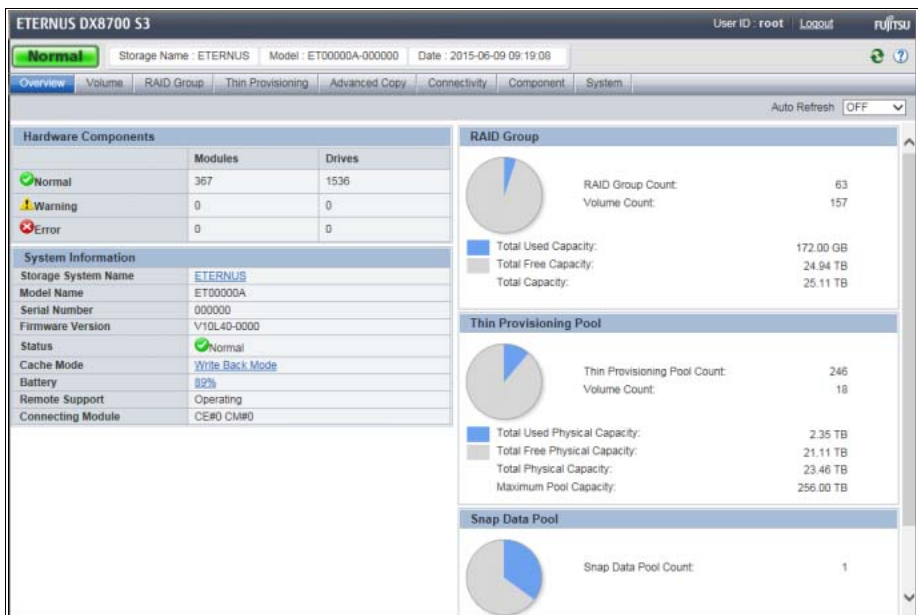 ETERNUS DX8700 S3
User ID : root Logout FUJITSU
Normal Storage Name : ETERNUS Model : ET00000A-000000 Date : 2015-06-09 09:19:08
Overview Volume RAID Group Thin Provisioning Advanced Copy Connectivity Component System
Auto Refresh OFF
Hardware Components
Modules Drives
Normal 367 1536
Warning 0 0
Error 0 0
System Information
Storage System Name ETERNUS
Model Name ET00000A
Serial Number 000000
Firmware Version V10L40-0000
Status Normal
Cache Mode Write Back Mode
Battery 89%
Remote Support Operating
Connecting Module CE#0 CM#0
RAID Group
RAID Group Count: 63
Volume Count: 157
Total Used Capacity: 172.00 GB
Total Free Capacity: 24.94 TB
Total Capacity: 25.11 TB
Thin Provisioning Pool
Thin Provisioning Pool Count: 246
Volume Count: 18
Total Used Physical Capacity: 2.35 TB
Total Free Physical Capacity: 21.11 TB
Total Physical Capacity: 23.46 TB
Maximum Pool Capacity: 256.00 TB
Snap Data Pool
Snap Data Pool Count: 1